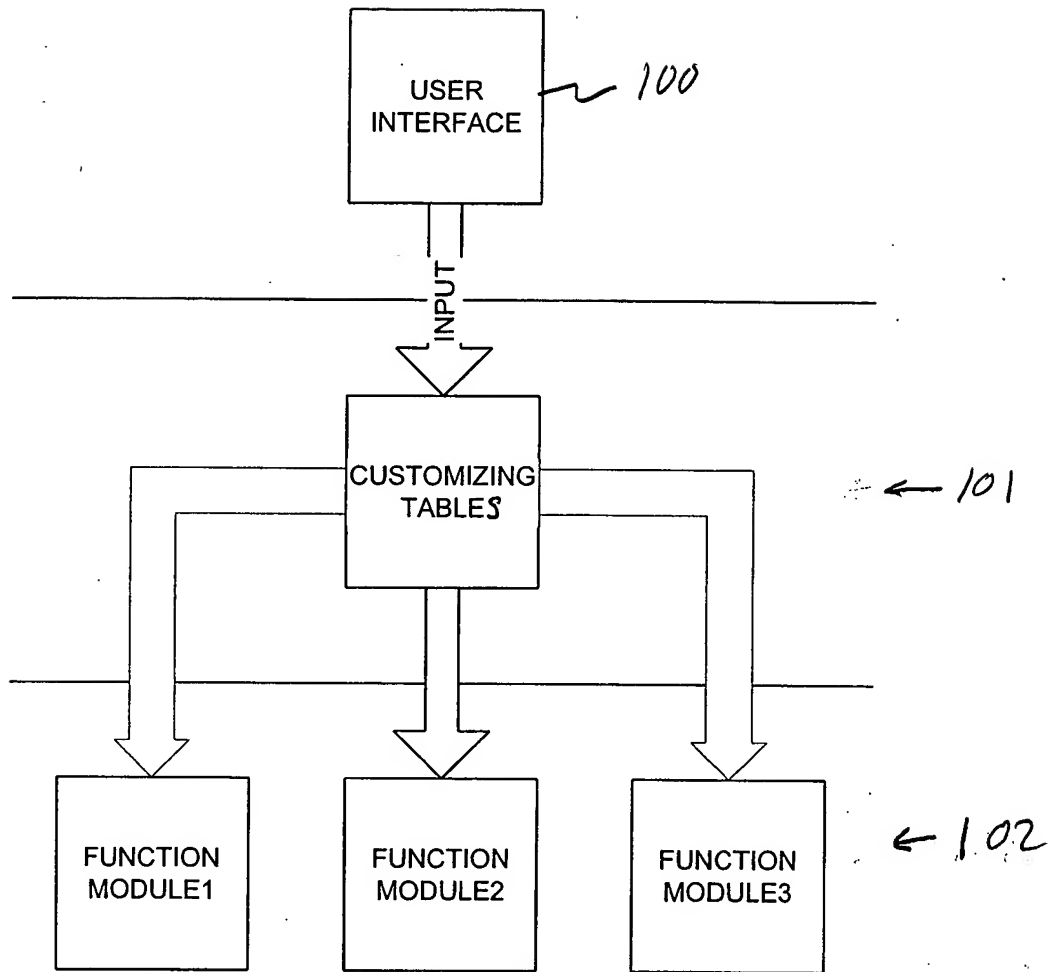 USER
INTERFACE
100
INPUT
CUSTOMIZING
TABLES
101
FUNCTION
MODULE1
FUNCTION
MODULE2
FUNCTION
MODULE3
102